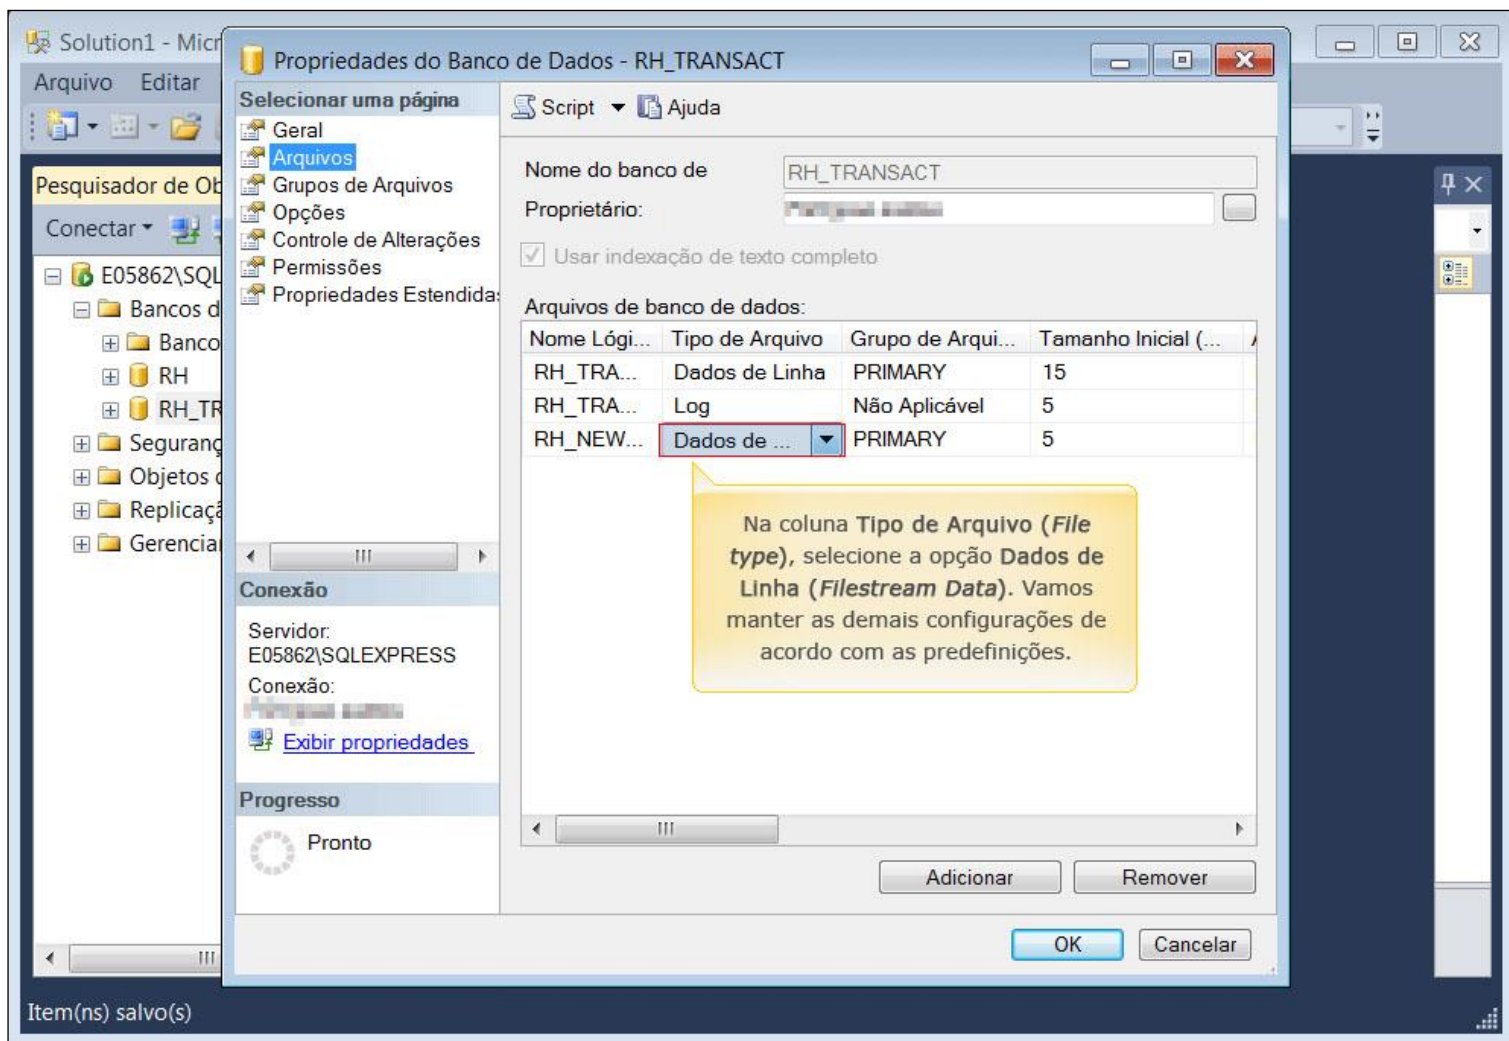 Solution1 - Micr
Arquivo Editar
Pesquisador de Ob
Conectar
E05862\SQL
Bancos d
Banco
RH
RH_TR
Seguranç
Objetos
Replicaçã
Gerenciar
Item(ns) salvo(s)
Propriedades do Banco de Dados - RH_TRANSACT
Selecionar uma página
Geral
Arquivos
Grupos de Arquivos
Opções
Controle de Alterações
Permissões
Propriedades Estendidas
Conexão
Servidor:
E05862\SQLEXPRESS
Conexão:
Exibir propriedades
Progresso
Pronto
Script Ajuda
Nome do banco de RH_TRANSACT
Proprietário:
Usar indexação de texto completo
Arquivos de banco de dados:
Nome Lógi... Tipo de Arquivo Grupo de Arqui... Tamanho Inicial (...
RH_TRA... Dados de Linha PRIMARY 15
RH_TRA... Log Não Aplicável 5
RH_NEW... Dados de ... PRIMARY 5
Na coluna Tipo de Arquivo (File
type), selecione a opção Dados de
Linha (Filestream Data). Vamos
manter as demais configurações de
acordo com as predefinições.
Adicionar Remover
OK Cancelar